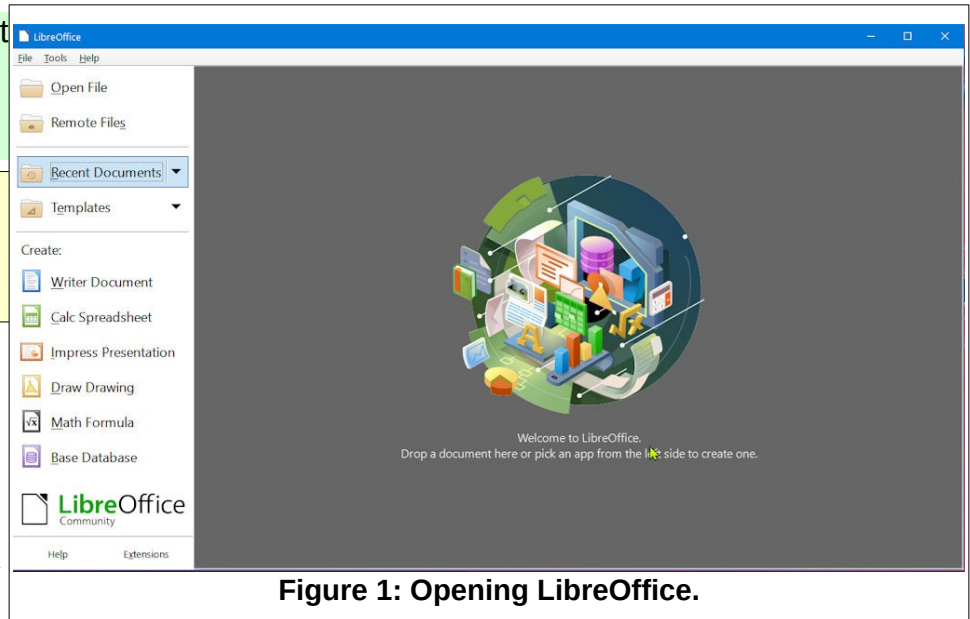 t
LibreOffice
File Tools Help
Open File
Remote Files
Recent Documents
Templates
Create:
Writer Document
Calc Spreadsheet
Impress Presentation
Draw Drawing
Math Formula
Base Database
LibreOffice
Community
Help Extensions
Welcome to LibreOffice.
Drop a document here or pick an app from the left side to create one.
Figure 1: Opening LibreOffice.